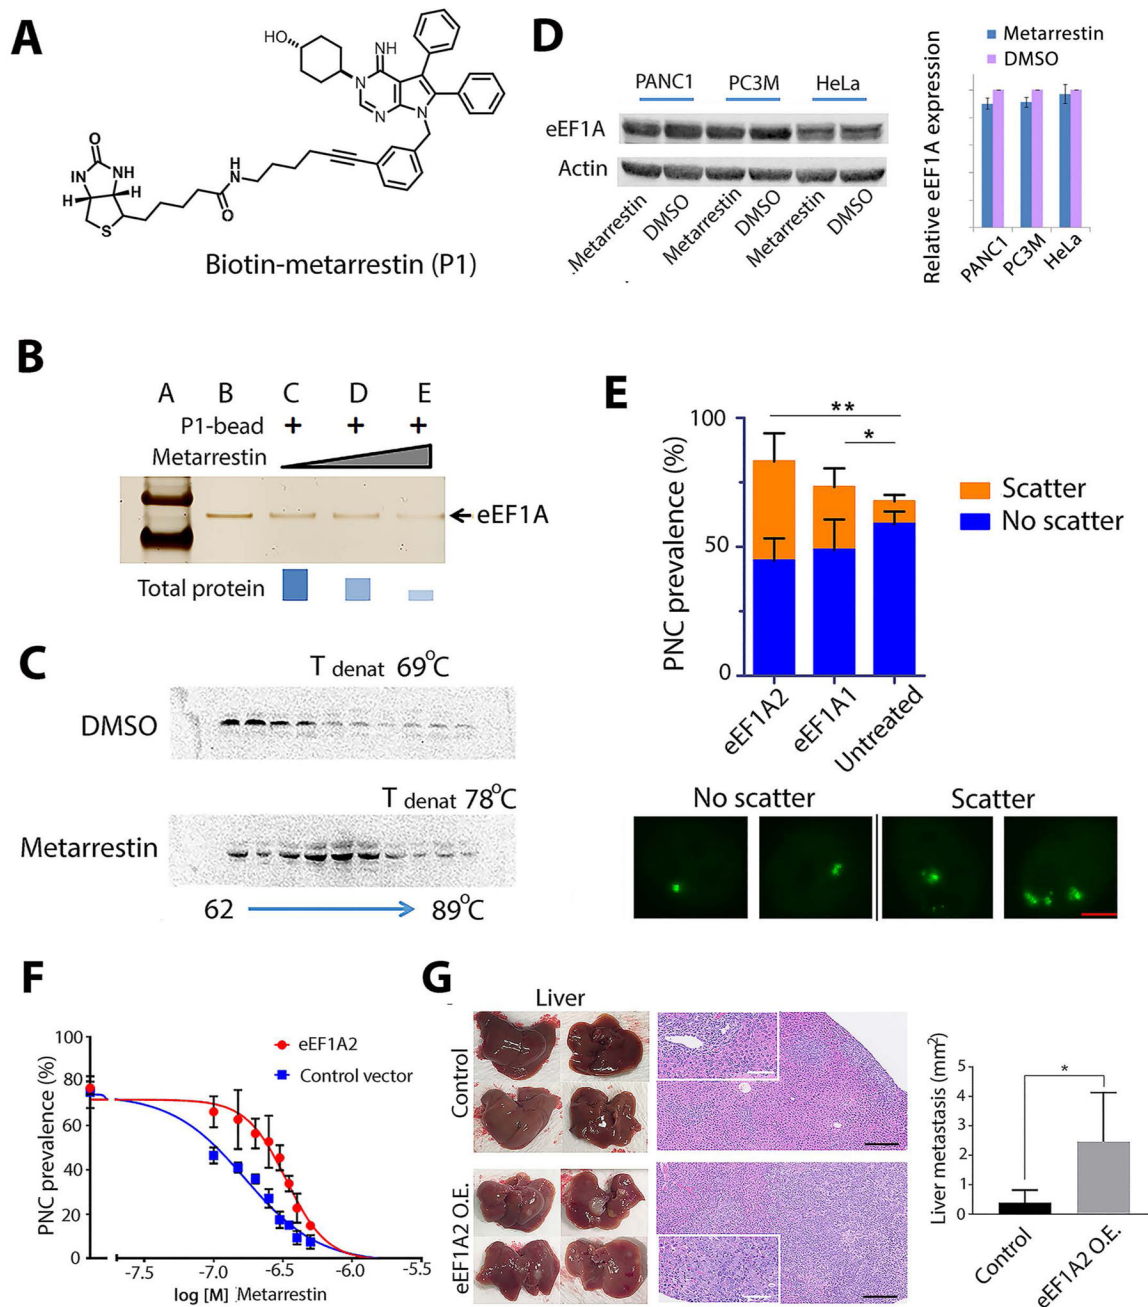 A
HO
NH
N
N
N
O
HN
NH
H
H
S
H
N
O
Biotin-metarrestin (P1)
D
PANC1 PC3M HeLa
eEF1A
Actin
Metarrestin
DMSO
Metarrestin
DMSO
Metarrestin
DMSO
Metarrestin
DMSO
Relative eEF1A expression
PANC1
PC3M
HeLa
B
A B C D E
P1-bead + + +
Metarrestin
eEF1A
Total protein
C
T denat 69°C
DMSO
T denat 78°C
Metarrestin
62 89°C
E
100
**
*
50
0
PNC prevalence (%)
Scatter
No scatter
eEF1A2
eEF1A1
Untreated
No scatter Scatter
F
100
80
60
40
20
0
PNC prevalence (%)
eEF1A2
Control vector
-7.5 -7.0 -6.5 -6.0 -5.5
log [M] Metarrestin
G
Liver
Control
eEF1A2 O.E.
Liver metastasis (mm²)
5
4
3
2
1
0
*
Control
eEF1A2 O.E.